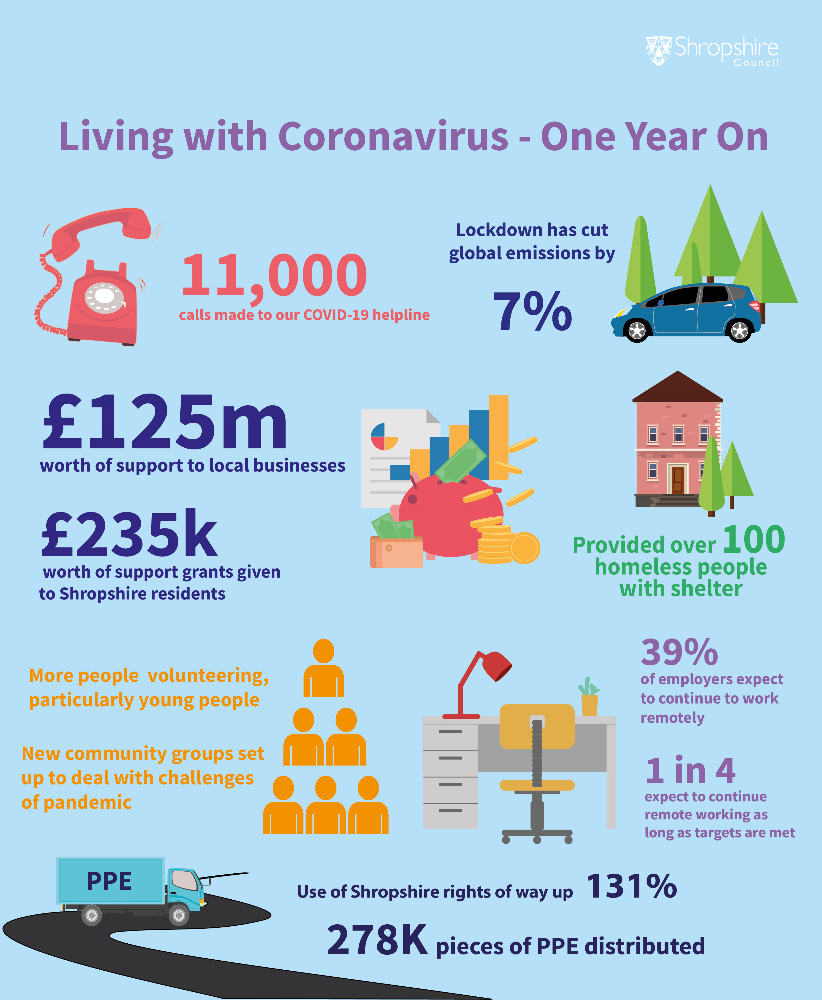 Shropshire
Council
Living with Coronavirus - One Year On
11,000
calls made to our COVID-19 helpline
Lockdown has cut
global emissions by
7%
£125m
worth of support to local businesses
£235k
worth of support grants given
to Shropshire residents
Provided over 100
homeless people
with shelter
More people  volunteering,
particularly young people
New community groups set
up to deal with challenges
of pandemic
39%
of employers expect
to continue to work
remotely
1 in 4
expect to continue
remote working as
long as targets are met
PPE
Use of Shropshire rights of way up 131%
278K pieces of PPE distributed